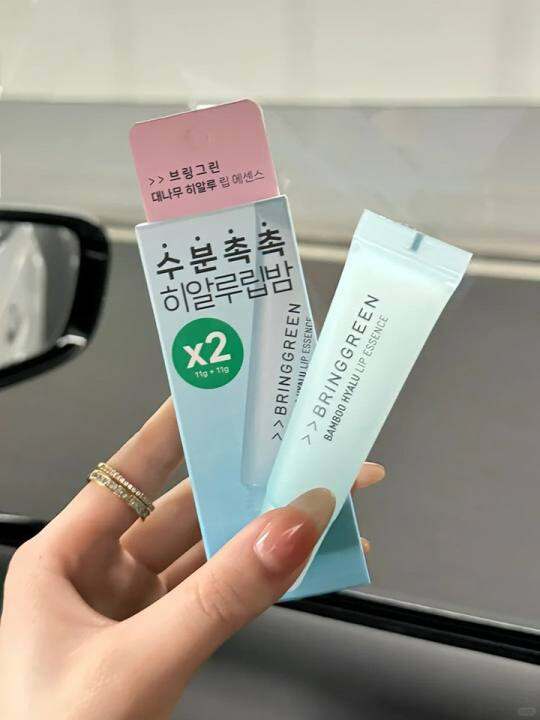 >> 브링그린
대나무 히알루 립 에센스
수분촉촉
히알루립밤
x2
11g + 11g
>> BRINGGREEN
HYALU LIP ESSENCE
>> BRINGGREEN
BAMBOO HYALU LIP ESSENCE